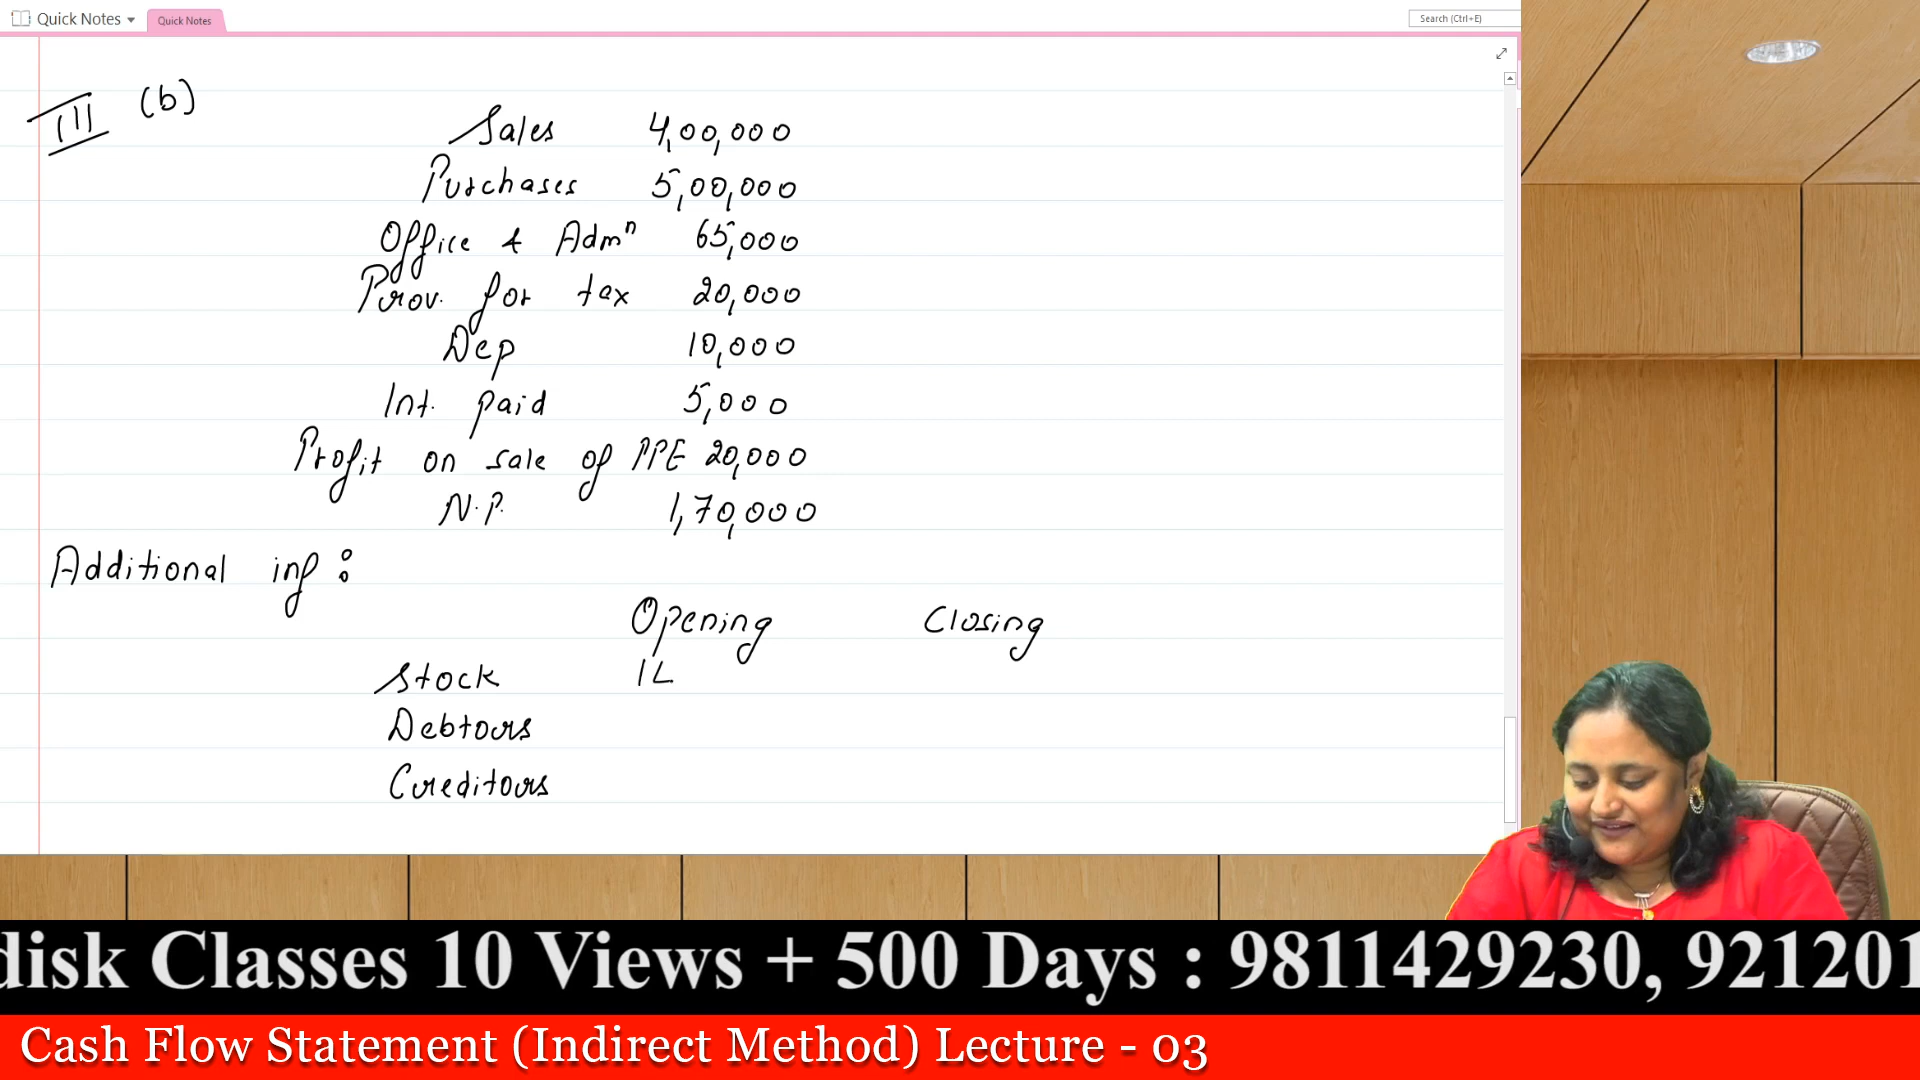 Quick Notes
Quick Notes
Search (Ctrl+E)
III (b)
Sales 4,00,000
Purchases 5,00,000
Office & Admⁿ 65,000
Prov. for tax 20,000
Dep 10,000
Int. paid 5,000
Profit on sale of PPE 20,000
N.P. 1,70,000
Additional inf :
Opening Closing
Stock 1L
Debtors
Creditors
disk Classes 10 Views + 500 Days : 9811429230, 921201
Cash Flow Statement (Indirect Method) Lecture - 03